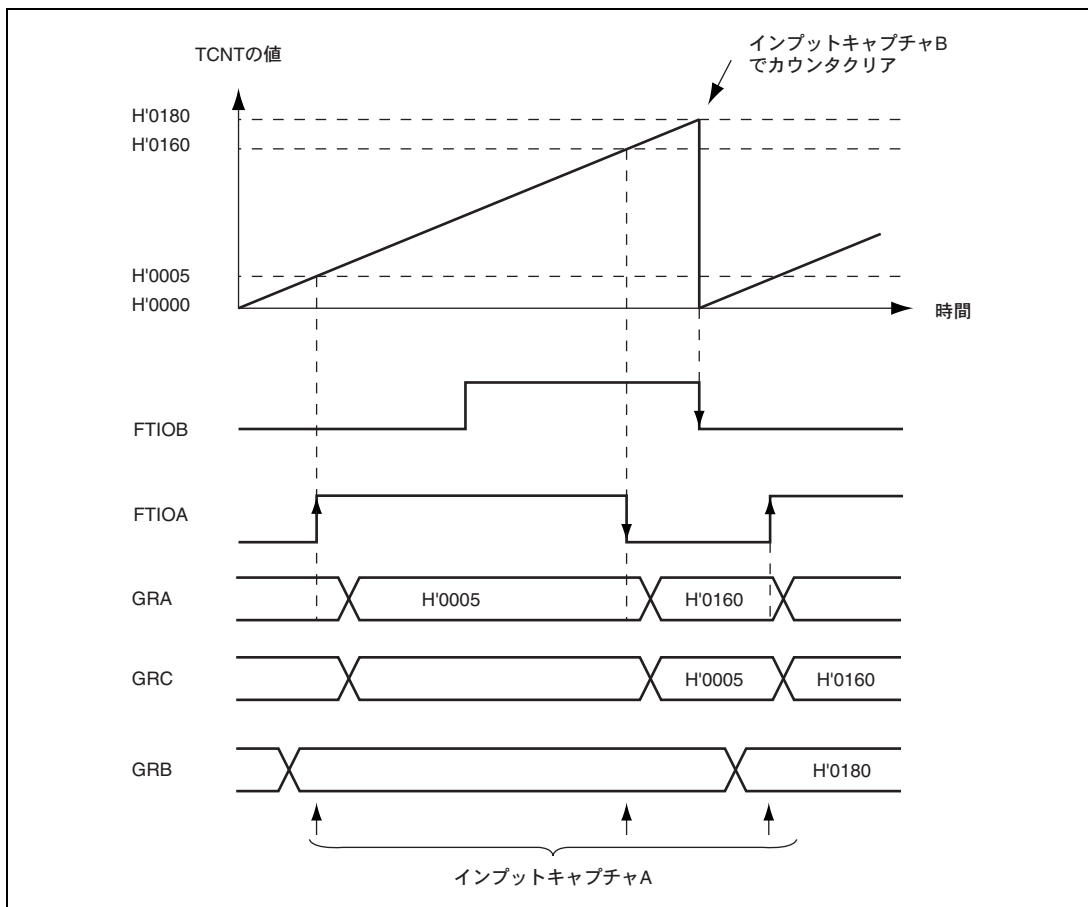 インプットキャプチャB
でカウンタクリア
TCNTの値
H'0180
H'0160
H'0005
H'0000
時間
FTIOB
FTIOA
GRA
H'0005
H'0160
GRC
H'0005
H'0160
GRB
H'0180
インプットキャプチャA